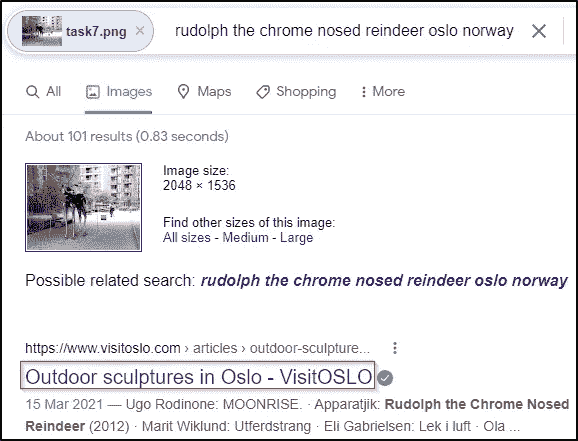 task7.png × rudolph the chrome nosed reindeer oslo norway
All Images Maps Shopping More
About 101 results (0.83 seconds)
Image size:
2048 × 1536
Find other sizes of this image:
All sizes - Medium - Large
Possible related search: rudolph the chrome nosed reindeer oslo norway
https://www.visitoslo.com › articles › outdoor-sculpture...
Outdoor sculptures in Oslo - VisitOSLO
15 Mar 2021 — Ugo Rodinone: MOONRISE. · Apparatjik: Rudolph the Chrome Nosed
Reindeer (2012) · Marit Wiklund: Utferdstrang · Eli Gabrielsen: Lek i luft · Ola ...